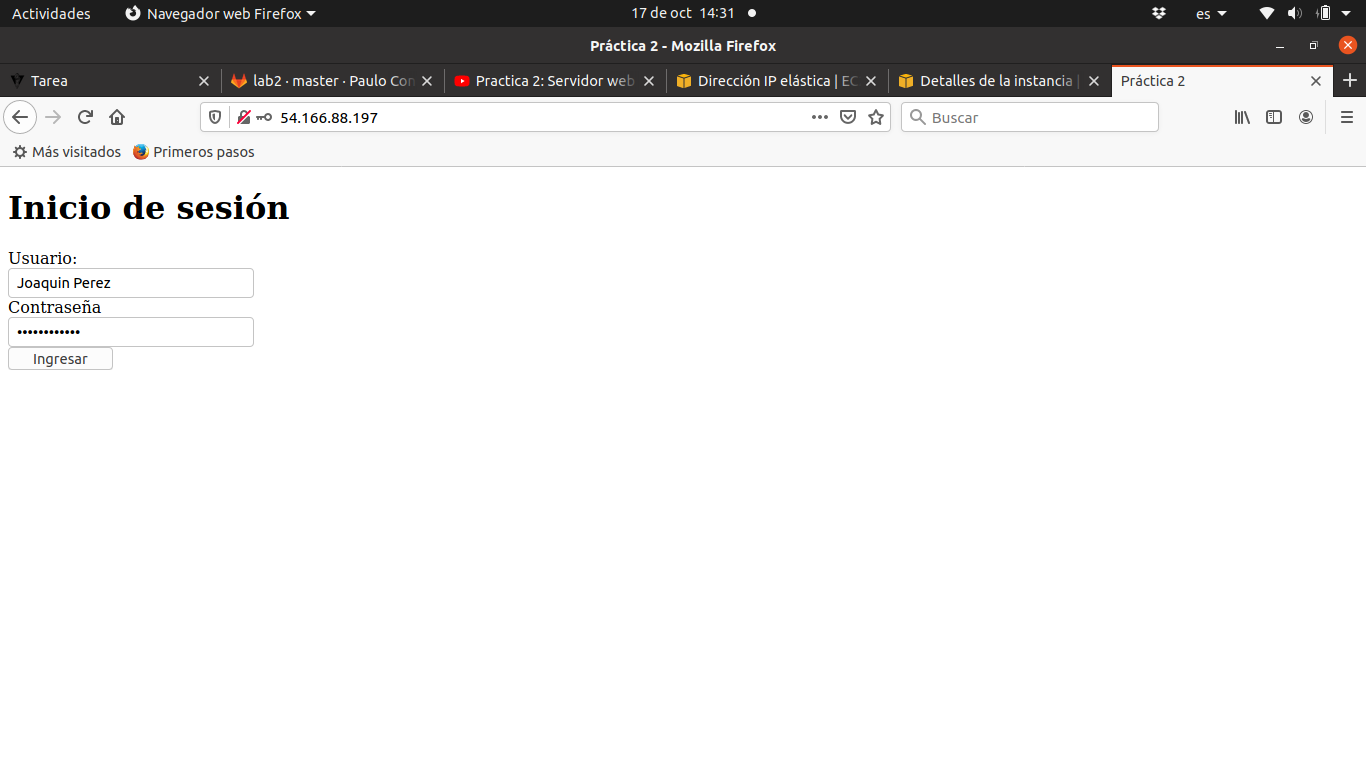 Actividades Navegador web Firefox 17 de oct 14:31 es
Práctica 2 - Mozilla Firefox
Tarea lab2 · master · Paulo Con Practica 2: Servidor web Dirección IP elástica | EC Detalles de la instancia | Práctica 2
54.166.88.197 Buscar
Más visitados Primeros pasos
Inicio de sesión
Usuario:
Joaquin Perez
Contraseña
••••••••••••
Ingresar